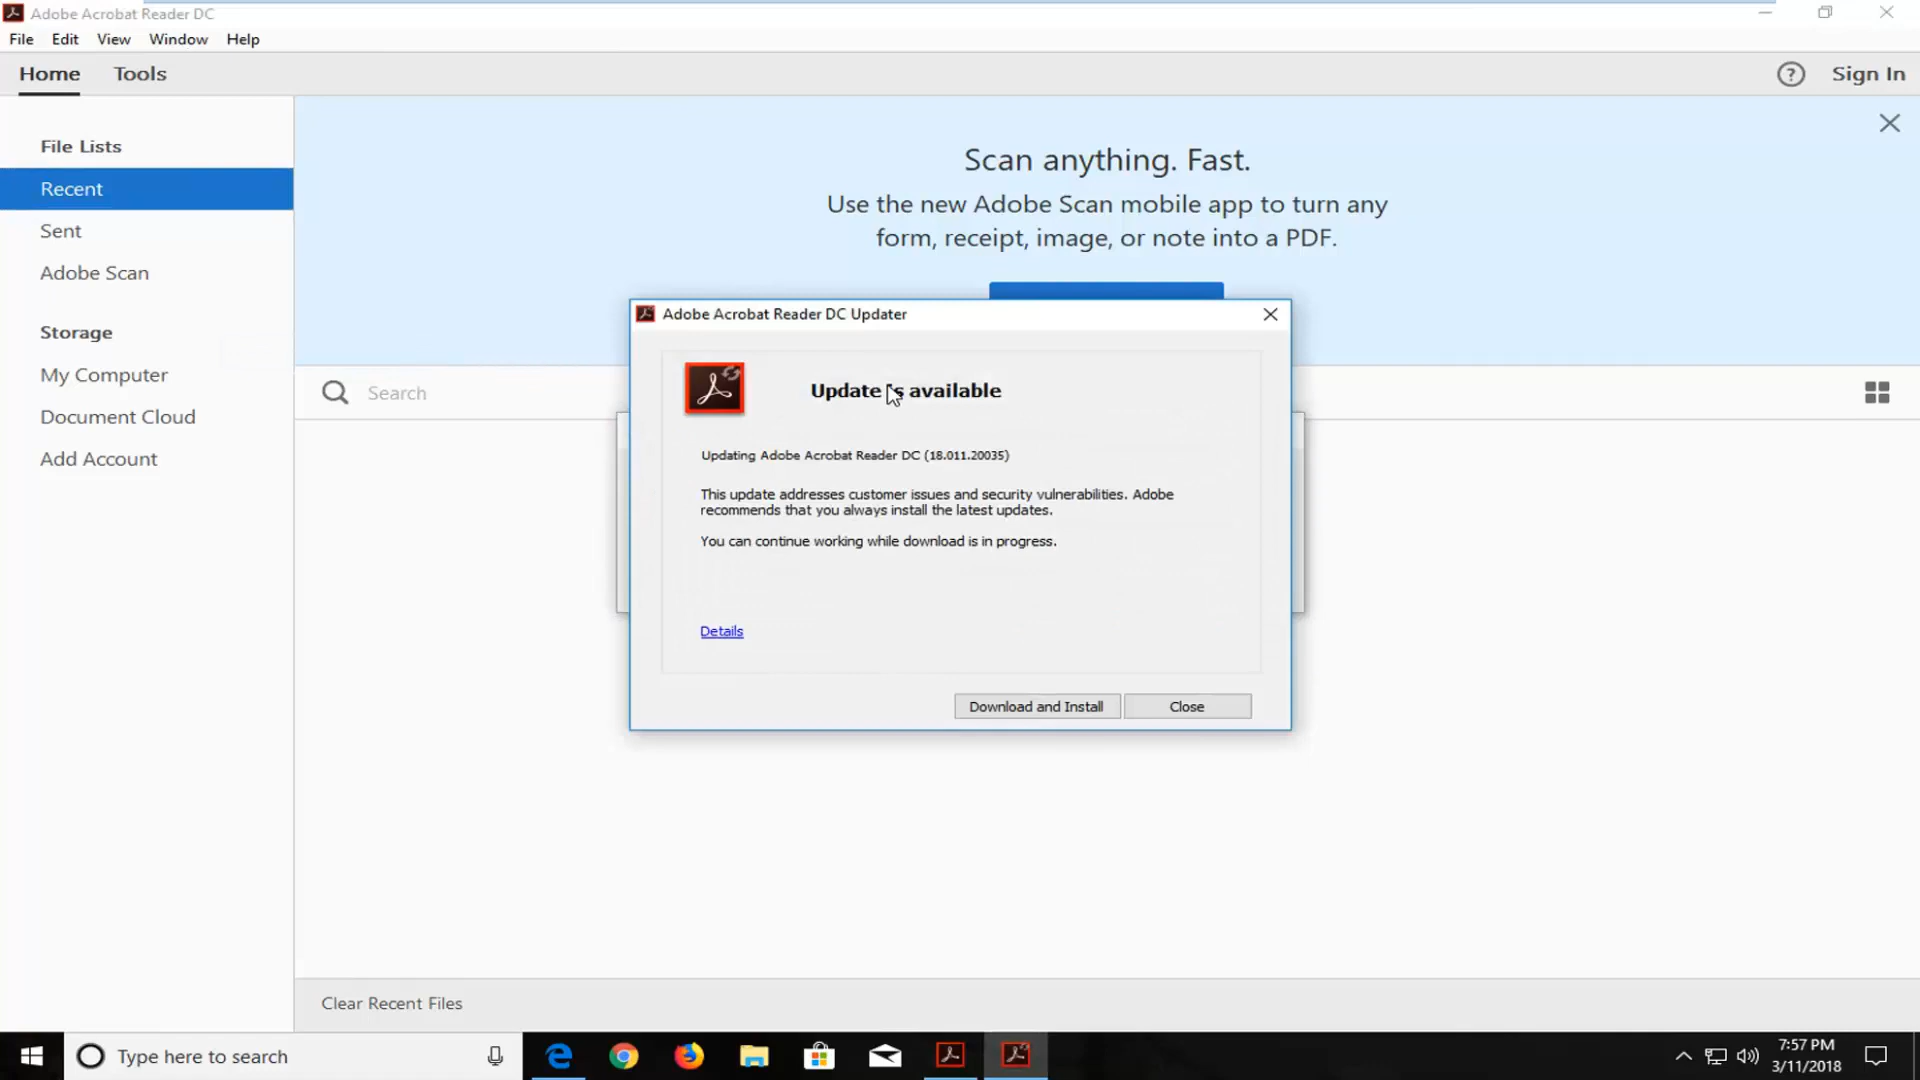 Adobe Acrobat Reader DC
File Edit View Window Help
Home Tools Sign In
File Lists
Recent
Sent
Adobe Scan
Storage
My Computer
Document Cloud
Add Account
Scan anything. Fast.
Use the new Adobe Scan mobile app to turn any
form, receipt, image, or note into a PDF.
Search
Adobe Acrobat Reader DC Updater
Update is available
Updating Adobe Acrobat Reader DC (18.011.20035)
This update addresses customer issues and security vulnerabilities. Adobe
recommends that you always install the latest updates.
You can continue working while download is in progress.
Details
Download and Install Close
Clear Recent Files
Type here to search
7:57 PM
3/11/2018